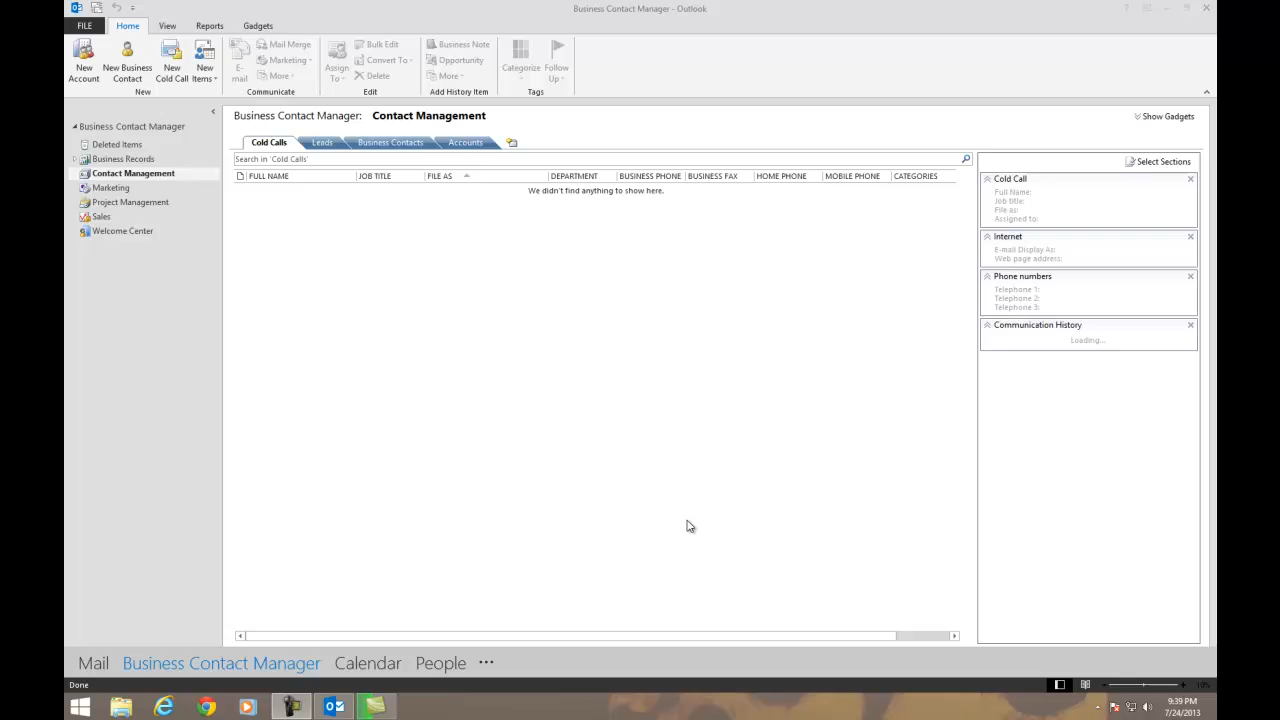 Business Contact Manager - Outlook
FILE Home View Reports Gadgets
New Account
New Business Contact
New Cold Call
New Items
New
E-mail
Mail Merge
Marketing
More
Communicate
Assign To
Bulk Edit
Convert To
Delete
Edit
Business Note
Opportunity
More
Add History Item
Categorize
Follow Up
Tags
Business Contact Manager
Deleted Items
Business Records
Contact Management
Marketing
Project Management
Sales
Welcome Center
Business Contact Manager: Contact Management
Show Gadgets
Cold Calls Leads Business Contacts Accounts
Search in 'Cold Calls'
FULL NAME JOB TITLE FILE AS DEPARTMENT BUSINESS PHONE BUSINESS FAX HOME PHONE MOBILE PHONE CATEGORIES
We didn't find anything to show here.
Select Sections
Cold Call
Full Name:
Job title:
File as:
Assigned to:
Internet
E-mail Display As:
Web page address:
Phone numbers
Telephone 1:
Telephone 2:
Telephone 3:
Communication History
Loading...
Mail Business Contact Manager Calendar People ...
Done
9:39 PM
7/24/2013